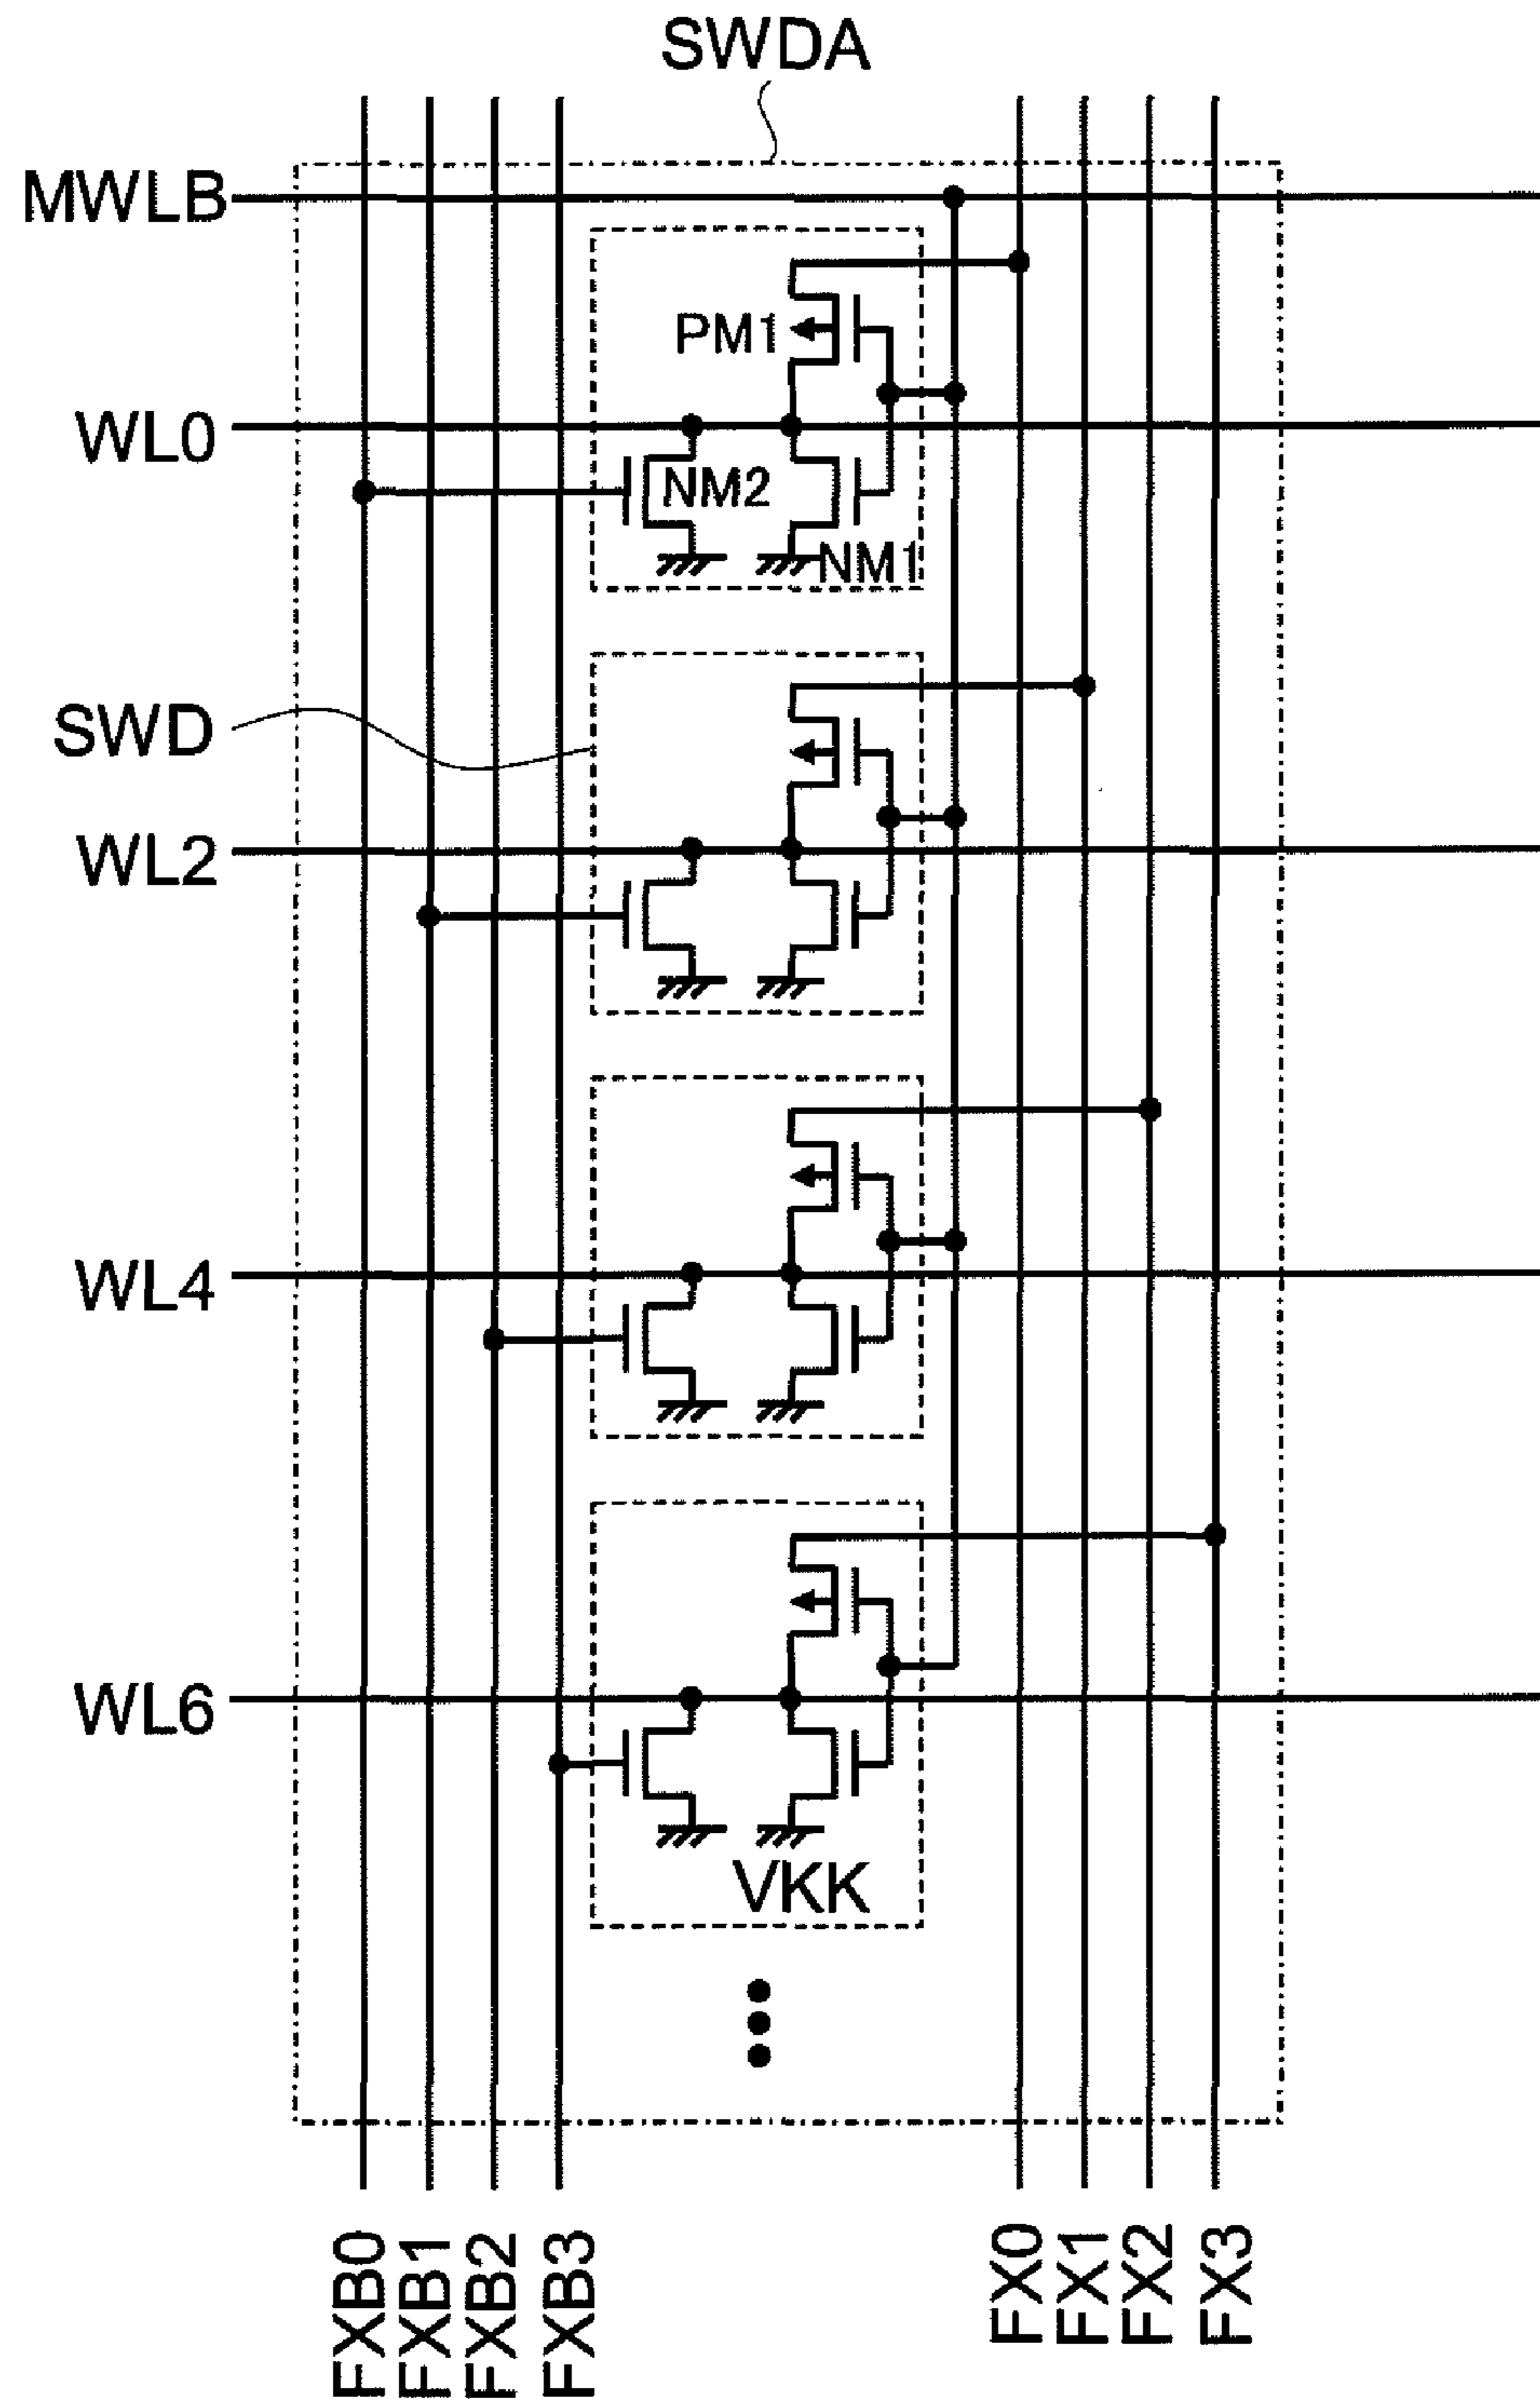 SWDA
MWLB
PM1
WL0
NM2
NM1
SWD
WL2
WL4
WL6
VKK
FXB0
FXB1
FXB2
FXB3
FX0
FX1
FX2
FX3